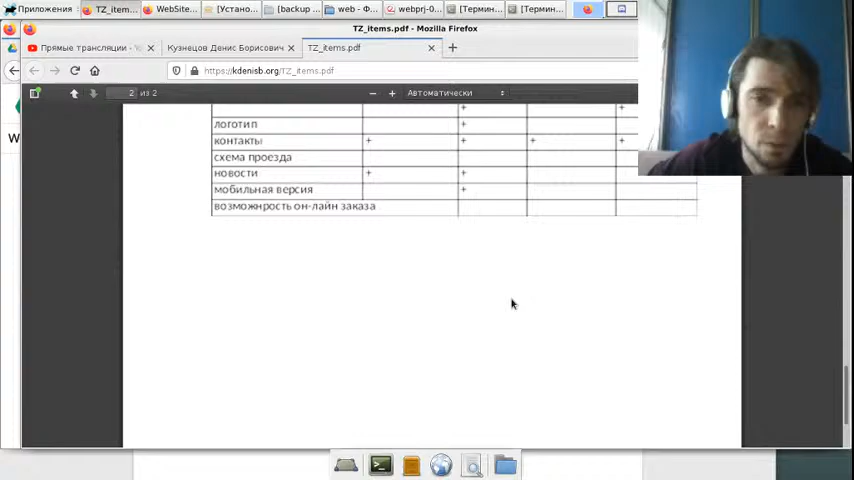 Приложения
TZ_item...
WebSite...
[Устано...
[backup ...
web - Ф...
webprj-0...
[Термин...
[Термин...
TZ_items.pdf - Mozilla Firefox
Прямые трансляции -
Кузнецов Денис Борисович
TZ_items.pdf
https://kdenisb.org/TZ_items.pdf
2 из 2
Автоматически
+ +
логотип +
контакты + + + +
схема проезда
новости + +
мобильная версия +
возможнрость он-лайн заказа
W